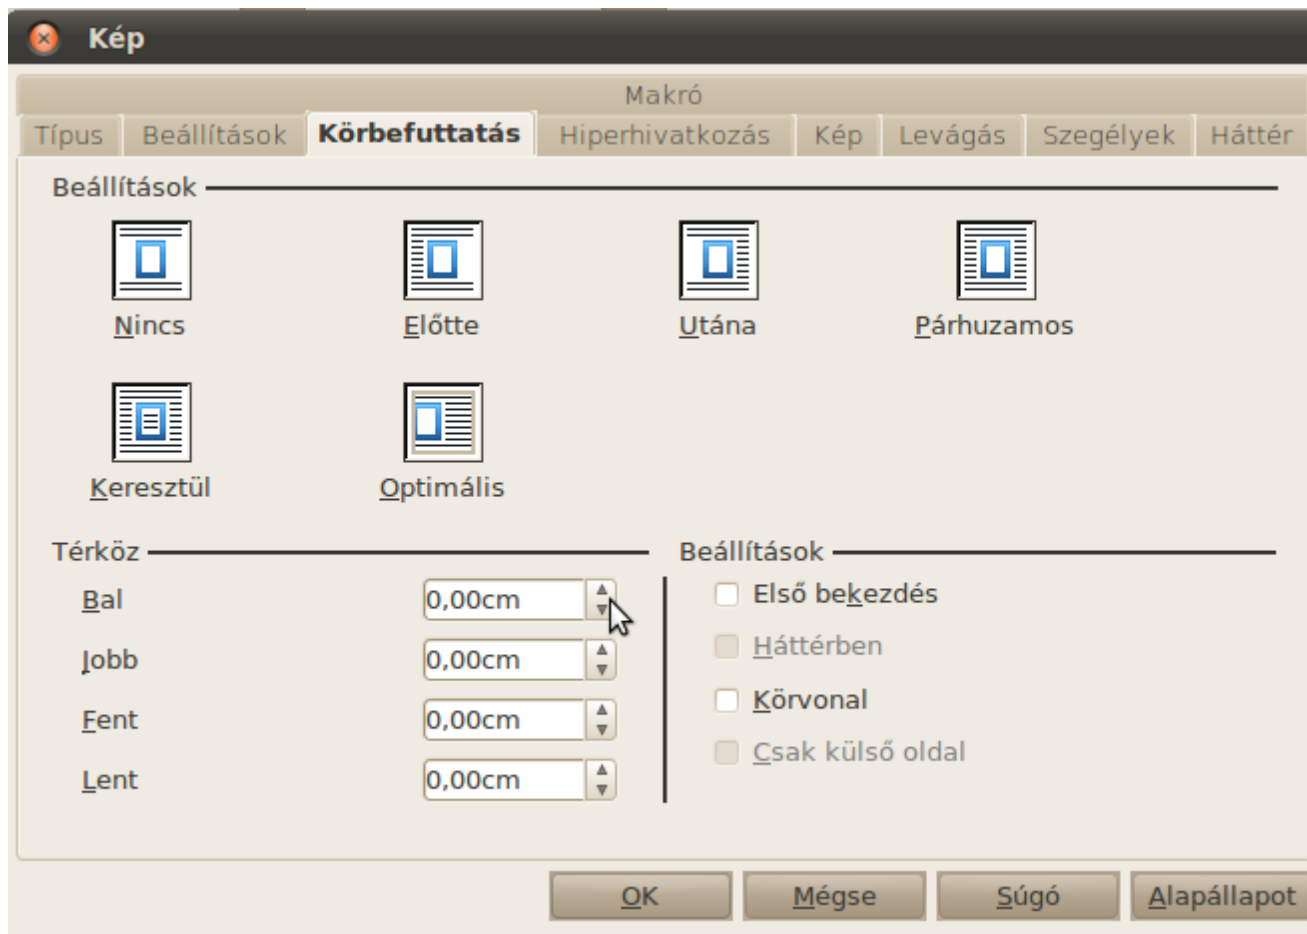 Kép
Makró
Típus Beállítások Körbefuttatás Hiperhivatkozás Kép Levágás Szegélyek Háttér
Beállítások
Nincs Előtte Utána Párhuzamos
Keresztül Optimális
Térköz Beállítások
Bal 0,00cm Első bekezdés
Jobb 0,00cm Háttérben
Fent 0,00cm Körvonal
Lent 0,00cm Csak külső oldal
OK Mégse Súgó Alapállapot